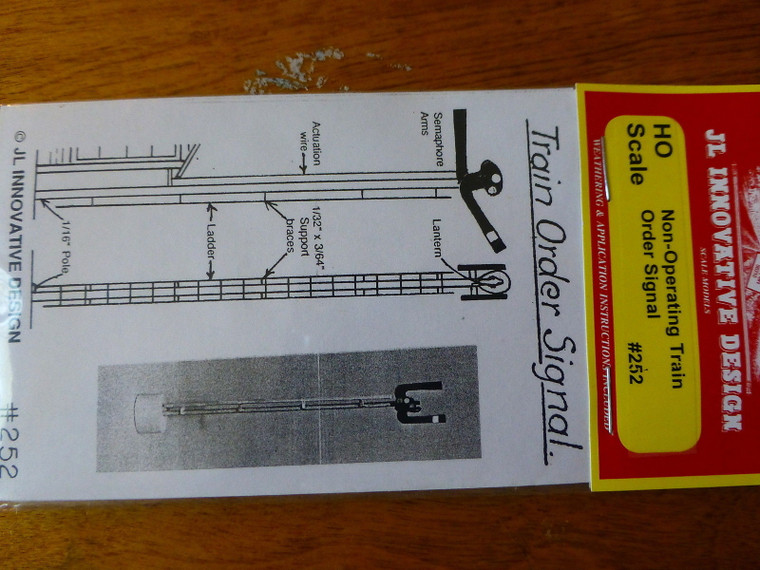 JL INNOVATIVE DESIGN
SCALE MODELS
HO
Scale
Non-Operating Train
Order Signal
#252
WEATHERING & APPLICATION INSTRUCTIONS INCLUDED
Train Order Signal.
Semaphore
Arms
Lantern
Actuation
wire
1/32" x 3/64"
Support
braces
Ladder
1/16" Pole
© JL INNOVATIVE DESIGN
#252